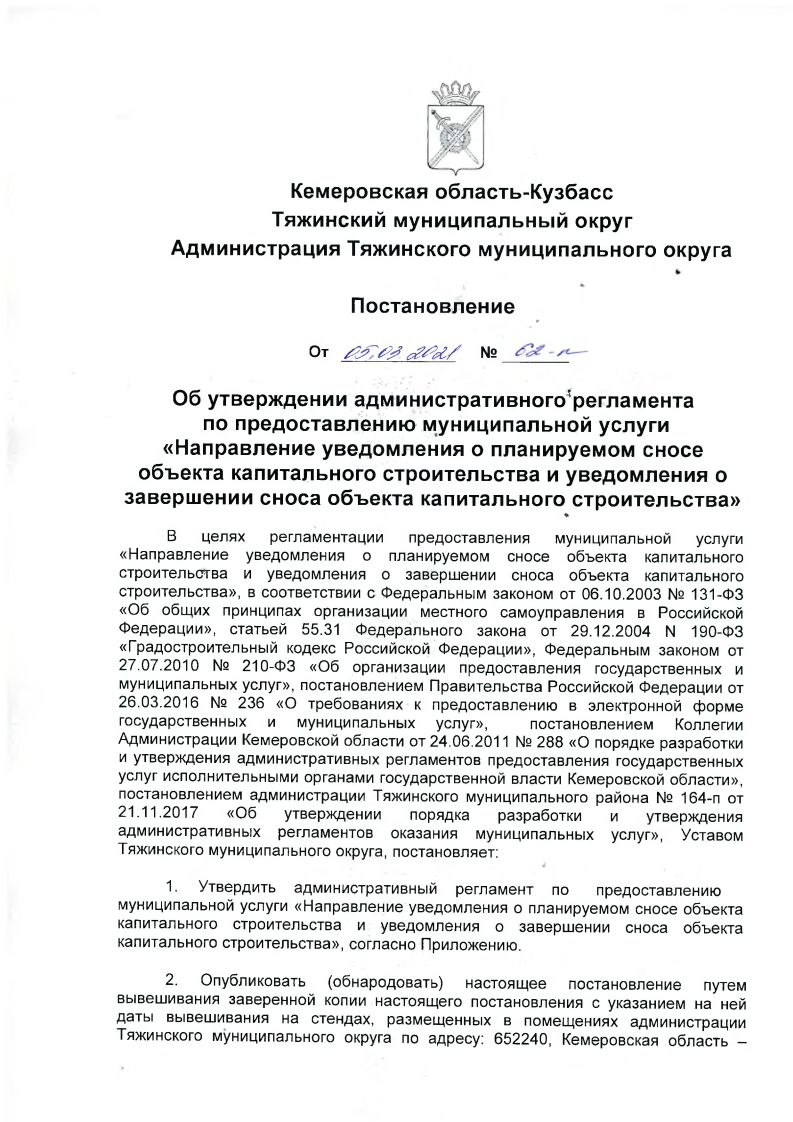 Кемеровская область-Кузбасс
Тяжинский муниципальный округ
Администрация Тяжинского муниципального округа
Постановление
От 05.03.2021 № 62-п
Об утверждении административного регламента
по предоставлению муниципальной услуги
«Направление уведомления о планируемом сносе
объекта капитального строительства и уведомления о
завершении сноса объекта капитального строительства»
В целях регламентации предоставления муниципальной услуги
«Направление уведомления о планируемом сносе объекта капитального
строительства и уведомления о завершении сноса объекта капитального
строительства», в соответствии с Федеральным законом от 06.10.2003 № 131-ФЗ
«Об общих принципах организации местного самоуправления в Российской
Федерации», статьей 55.31 Федерального закона от 29.12.2004 N 190-ФЗ
«Градостроительный кодекс Российской Федерации», Федеральным законом от
27.07.2010 № 210-ФЗ «Об организации предоставления государственных и
муниципальных услуг», постановлением Правительства Российской Федерации от
26.03.2016 № 236 «О требованиях к предоставлению в электронной форме
государственных и муниципальных услуг», постановлением Коллегии
Администрации Кемеровской области от 24.06.2011 № 288 «О порядке разработки
и утверждения административных регламентов предоставления государственных
услуг исполнительными органами государственной власти Кемеровской области»,
постановлением администрации Тяжинского муниципального района № 164-п от
21.11.2017 «Об утверждении порядка разработки и утверждения
административных регламентов оказания муниципальных услуг», Уставом
Тяжинского муниципального округа, постановляет:
1. Утвердить административный регламент по предоставлению
муниципальной услуги «Направление уведомления о планируемом сносе объекта
капитального строительства и уведомления о завершении сноса объекта
капитального строительства», согласно Приложению.
2. Опубликовать (обнародовать) настоящее постановление путем
вывешивания заверенной копии настоящего постановления с указанием на ней
даты вывешивания на стендах, размещенных в помещениях администрации
Тяжинского муниципального округа по адресу: 652240, Кемеровская область –